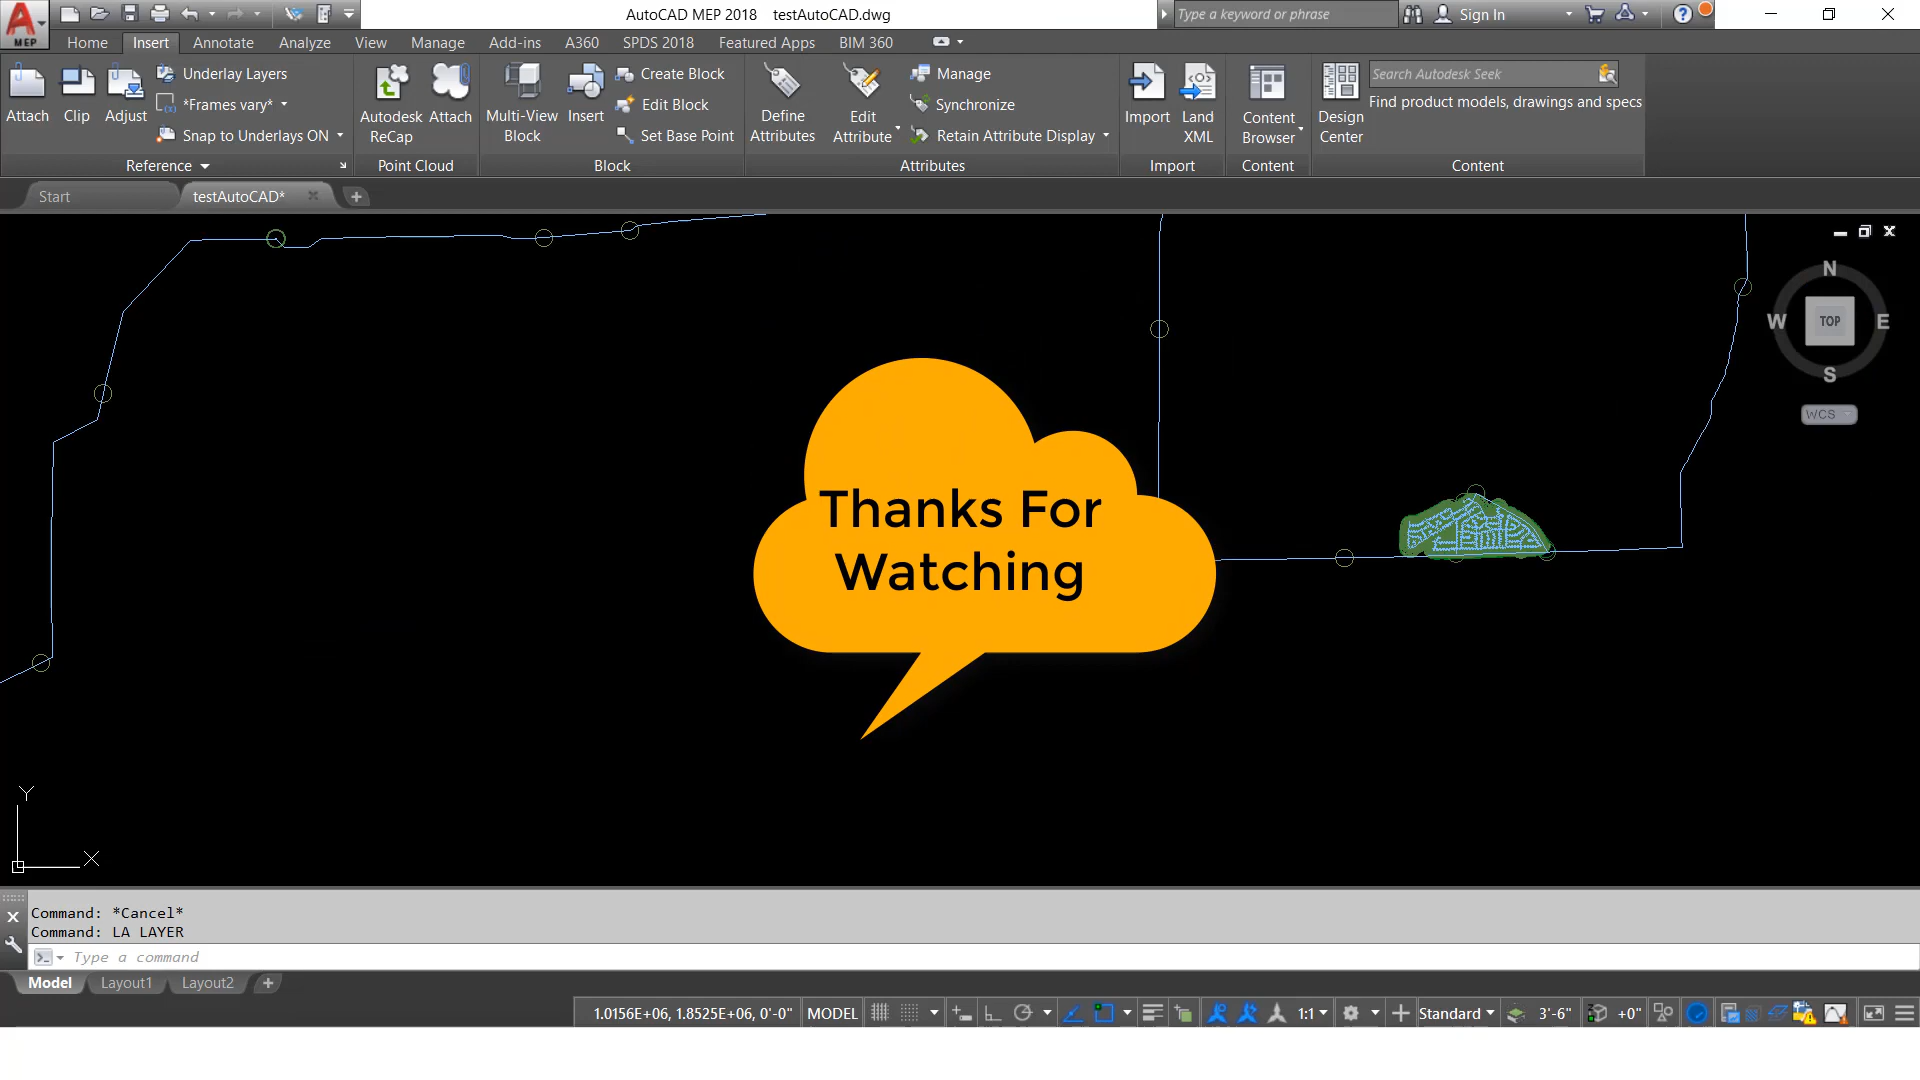 AutoCAD MEP 2018 testAutoCAD.dwg
Type a keyword or phrase
Sign In
MEP
Home Insert Annotate Analyze View Manage Add-ins A360 SPDS 2018 Featured Apps BIM 360
Attach
Clip
Adjust
Underlay Layers
*Frames vary*
Snap to Underlays ON
Reference
Autodesk
ReCap
Attach
Point Cloud
Multi-View
Block
Insert
Create Block
Edit Block
Set Base Point
Block
Define
Attributes
Edit
Attribute
Manage
Synchronize
Retain Attribute Display
Attributes
Import
Land
XML
Import
Content
Browser
Content
Design
Center
Search Autodesk Seek
Find product models, drawings and specs
Content
Start
testAutoCAD*
N
W TOP E
S
WCS
Thanks For
Watching
Y
X
Command: *Cancel*
Command: LA LAYER
Type a command
Model Layout1 Layout2
1.0156E+06, 1.8525E+06, 0'-0" MODEL 1:1 Standard 3'-6" +0"